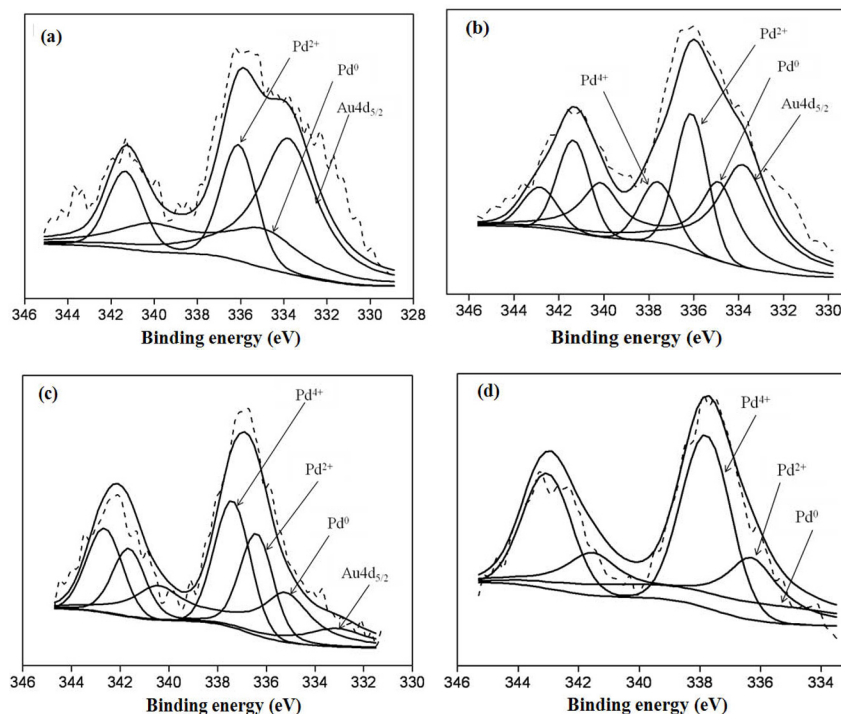 (a)
Pd2+
Pd0
Au4d5/2
346 344 342 340 338 336 334 332 330 328
Binding energy (eV)
(b)
Pd2+
Pd4+
Pd0
Au4d5/2
346 344 342 340 338 336 334 332 330
Binding energy (eV)
(c)
Pd4+
Pd2+
Pd0
Au4d5/2
344 342 340 338 336 334 332 330
Binding energy (eV)
(d)
Pd4+
Pd2+
Pd0
346 344 342 340 338 336 334
Binding energy (eV)